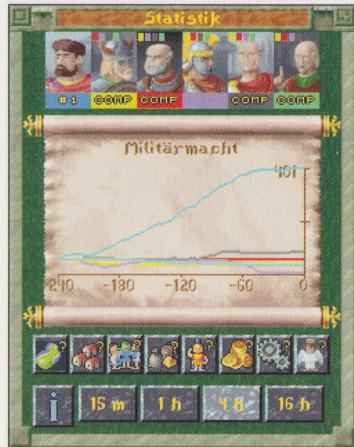 Statistik
#1 COMP COMP COMP COMP
Militärmacht
401
-240 -180 -120 -60 0
? ? ? ? ? ? ? ?
i 15 m 1 h 4 h 16 h